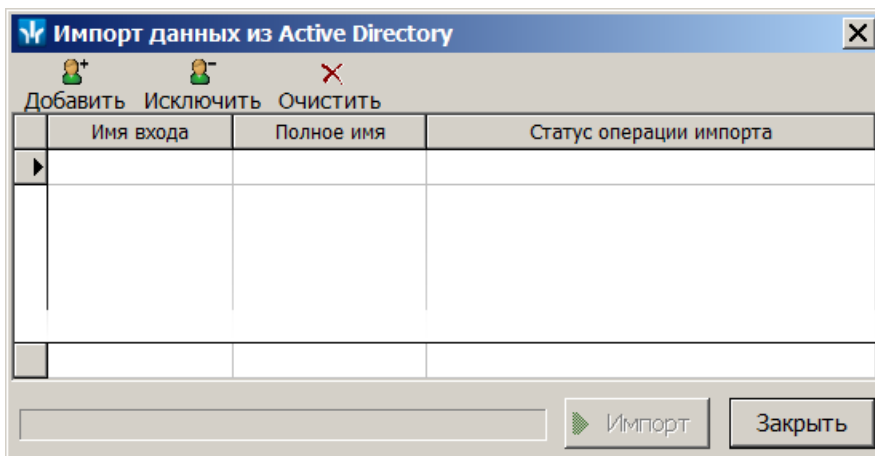 Импорт данных из Active Directory
Добавить Исключить Очистить
Имя входа Полное имя Статус операции импорта
Импорт Закрыть